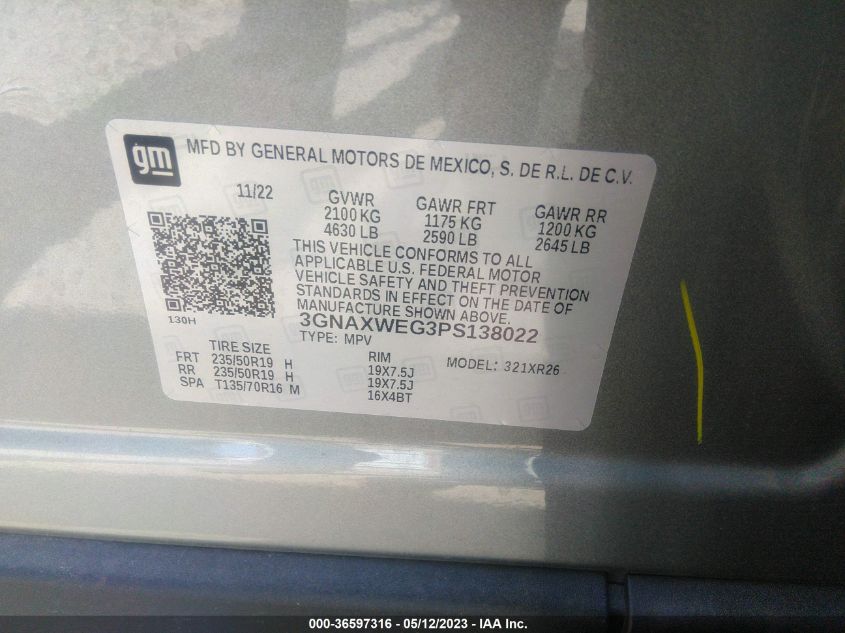 gm
MFD BY GENERAL MOTORS DE MEXICO, S. DE R.L. DE C.V.
11/22 GVWR GAWR FRT GAWR RR
2100 KG 1175 KG 1200 KG
4630 LB 2590 LB 2645 LB
THIS VEHICLE CONFORMS TO ALL
APPLICABLE U.S. FEDERAL MOTOR
VEHICLE SAFETY AND THEFT PREVENTION
STANDARDS IN EFFECT ON THE DATE OF
MANUFACTURE SHOWN ABOVE.
130H
3GNAXWEG3PS138022
TYPE: MPV MODEL: 321XR26
TIRE SIZE RIM
FRT 235/50R19 H 19X7.5J
RR 235/50R19 H 19X7.5J
SPA T135/70R16 M 16X4BT
000-36597316 - 05/12/2023 - IAA Inc.